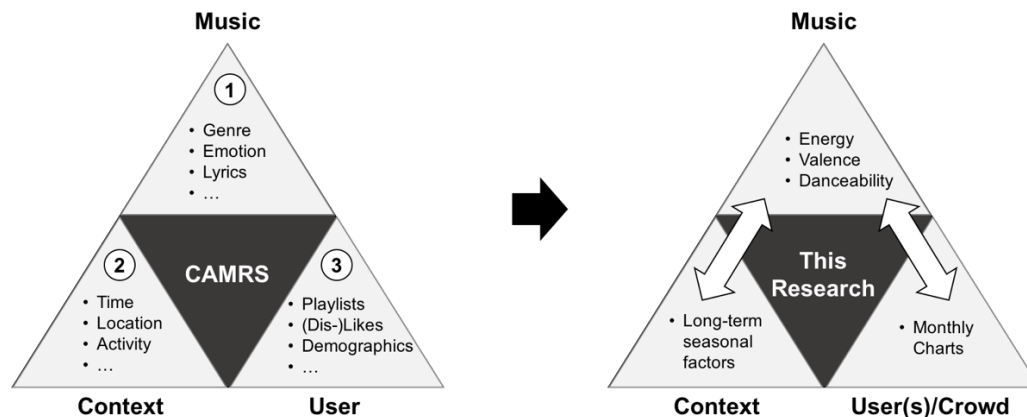 Music
1
• Genre
• Emotion
• Lyrics
• ...
CAMRS
2
• Time
• Location
• Activity
• ...
3
• Playlists
• (Dis-)Likes
• Demographics
• ...
Context
User
Music
• Energy
• Valence
• Danceability
This
Research
• Long-term
seasonal
factors
• Monthly
Charts
Context
User(s)/Crowd